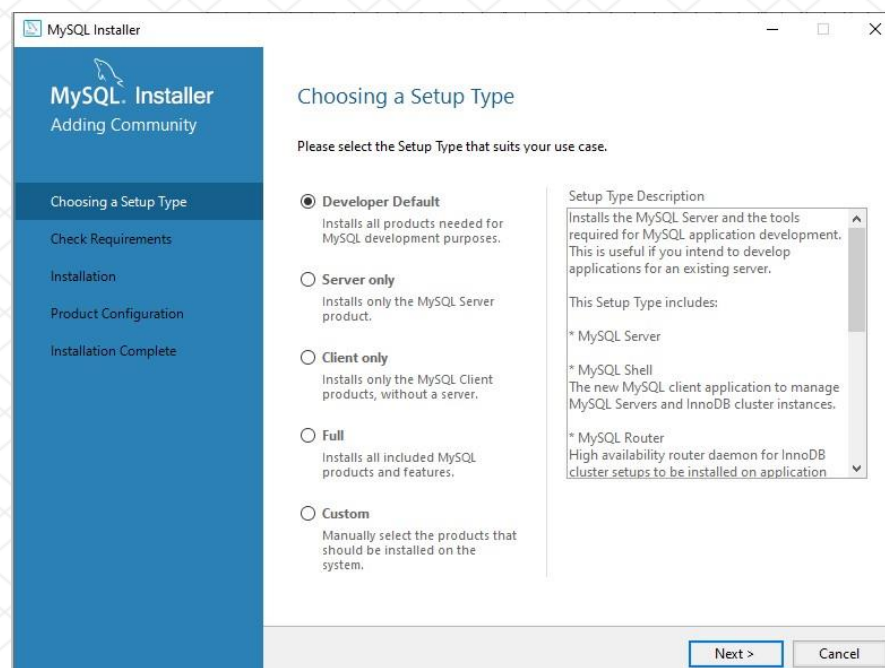 MySQL Installer
MySQL. Installer
Adding Community
Choosing a Setup Type
Check Requirements
Installation
Product Configuration
Installation Complete
Choosing a Setup Type
Please select the Setup Type that suits your use case.
Developer Default
Installs all products needed for
MySQL development purposes.
Server only
Installs only the MySQL Server
product.
Client only
Installs only the MySQL Client
products, without a server.
Full
Installs all included MySQL
products and features.
Custom
Manually select the products that
should be installed on the
system.
Setup Type Description
Installs the MySQL Server and the tools
required for MySQL application development.
This is useful if you intend to develop
applications for an existing server.
This Setup Type includes:
* MySQL Server
* MySQL Shell
The new MySQL client application to manage
MySQL Servers and InnoDB cluster instances.
* MySQL Router
High availability router daemon for InnoDB
cluster setups to be installed on application
Next >
Cancel